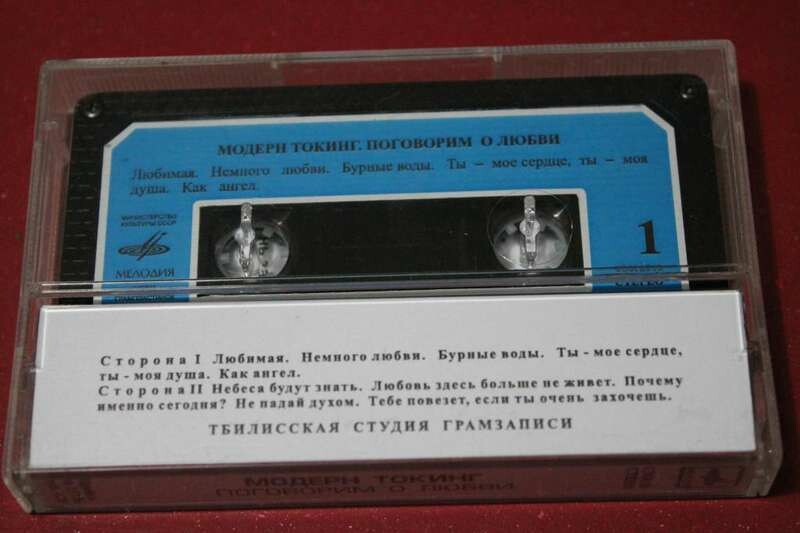 МОДЕРН ТОКИНГ. ПОГОВОРИМ О ЛЮБВИ
Любимая. Немного любви. Бурные воды. Ты – мое сердце, ты – моя
душа. Как ангел.
МИНИСТЕРСТВО
КУЛЬТУРЫ СССР
МЕЛОДИЯ
1
СТЕРЕО
Сторона I Любимая. Немного любви. Бурные воды. Ты - мое сердце,
ты - моя душа. Как ангел.
Сторона II Небеса будут знать. Любовь здесь больше не живет. Почему
именно сегодня? Не падай духом. Тебе повезет, если ты очень захочешь.
ТБИЛИССКАЯ СТУДИЯ ГРАМЗАПИСИ
МОДЕРН ТОКИНГ
ПОГОВОРИМ О ЛЮБВИ